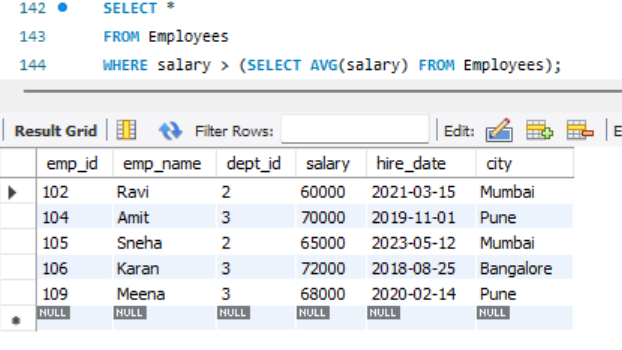 142 SELECT *
143 FROM Employees
144 WHERE salary > (SELECT AVG(salary) FROM Employees);
Result Grid Filter Rows: Edit: E
emp_id emp_name dept_id salary hire_date city
102 Ravi 2 60000 2021-03-15 Mumbai
104 Amit 3 70000 2019-11-01 Pune
105 Sneha 2 65000 2023-05-12 Mumbai
106 Karan 3 72000 2018-08-25 Bangalore
109 Meena 3 68000 2020-02-14 Pune
NULL NULL NULL NULL NULL NULL